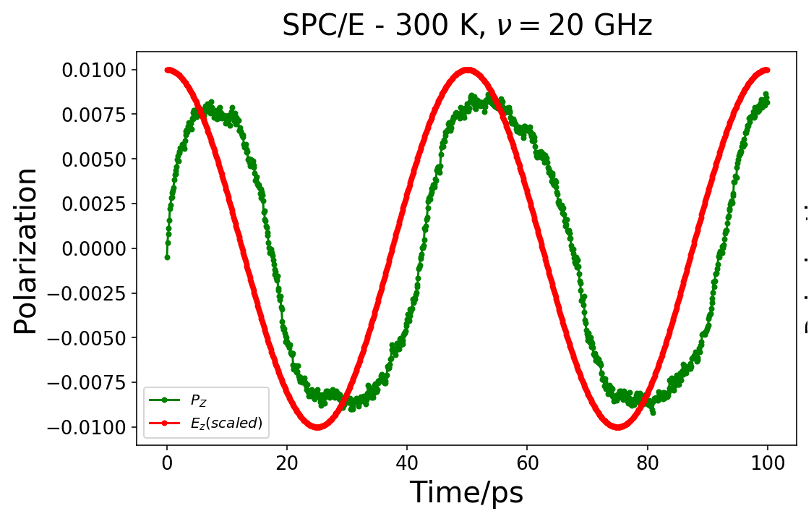 SPC/E - 300 K, ν = 20 GHz
Polarization
0.0100
0.0075
0.0050
0.0025
0.0000
−0.0025
−0.0050
−0.0075
−0.0100
P_Z
E_z(scaled)
0 20 40 60 80 100
Time/ps